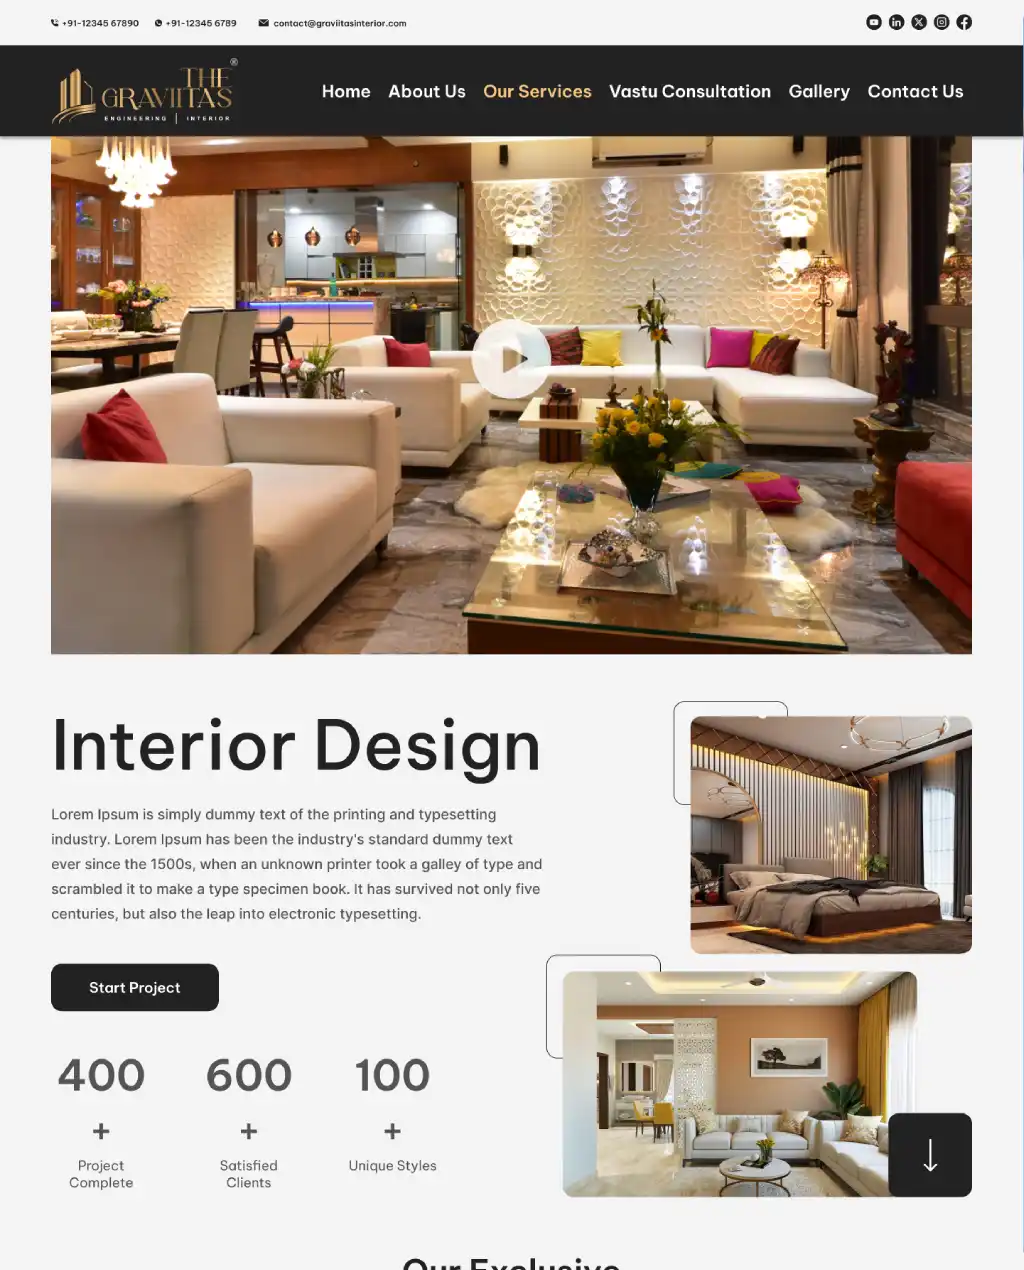 +91-12345 67890 +91-12345 6789 contact@graviitasinterior.com
THE ®
GRAVIITAS
ENGINEERING | INTERIOR
Home About Us Our Services Vastu Consultation Gallery Contact Us
Interior Design
Lorem Ipsum is simply dummy text of the printing and typesetting
industry. Lorem Ipsum has been the industry's standard dummy text
ever since the 1500s, when an unknown printer took a galley of type and
scrambled it to make a type specimen book. It has survived not only five
centuries, but also the leap into electronic typesetting.
Start Project
400 600 100
+ + +
Project Satisfied Unique Styles
Complete Clients
Our Exclusive